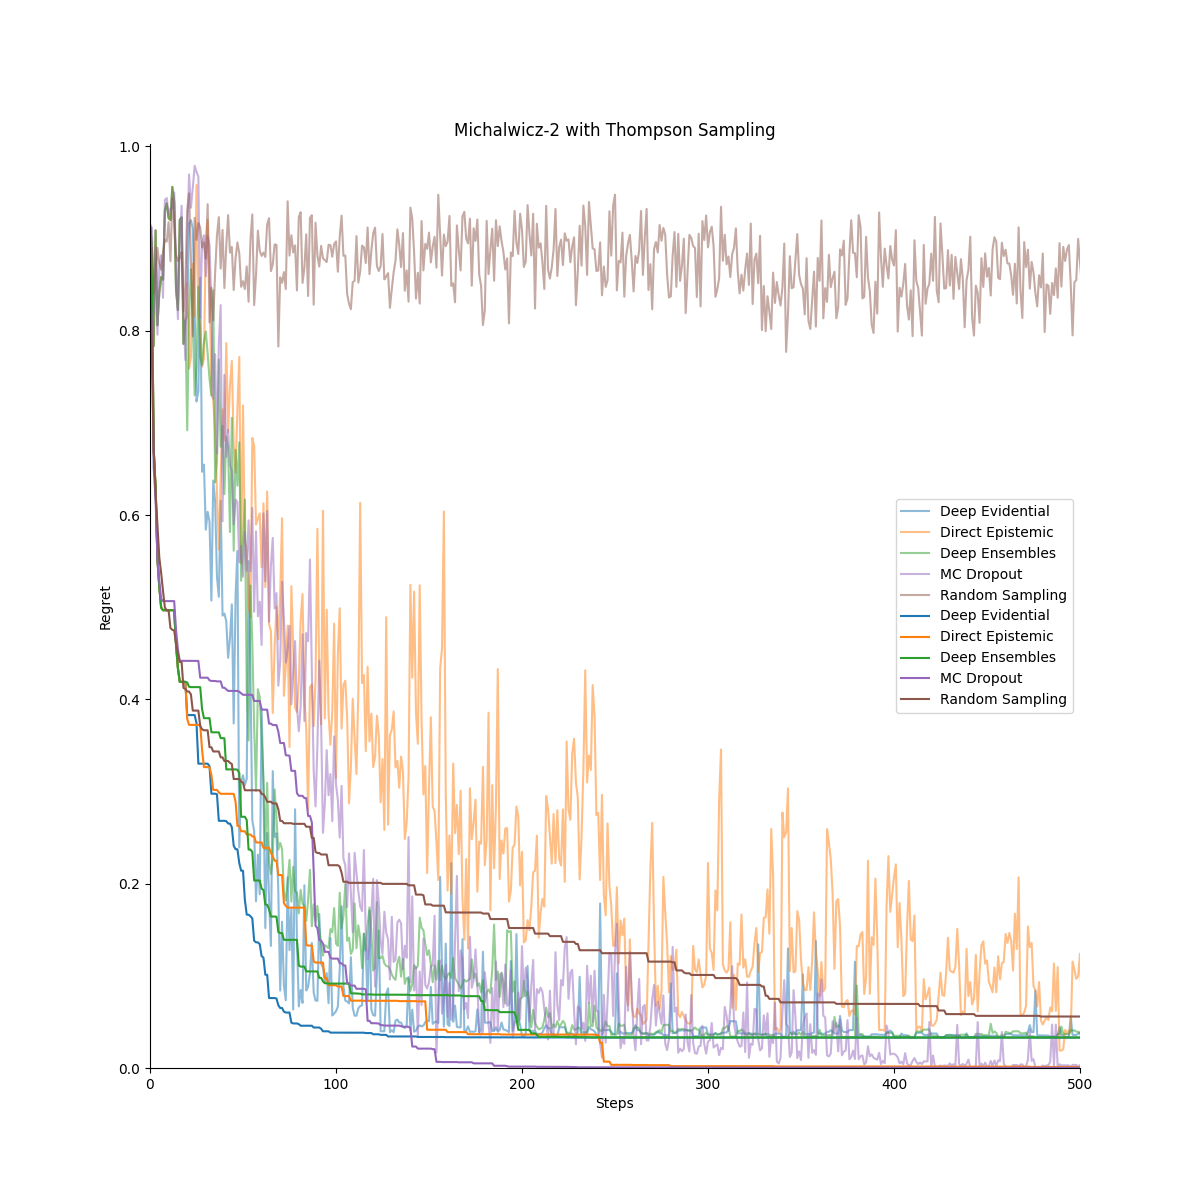 Michalwicz-2 with Thompson Sampling
1.0
0.8
0.6
0.4
0.2
0.0
Regret
Deep Evidential
Direct Epistemic
Deep Ensembles
MC Dropout
Random Sampling
Deep Evidential
Direct Epistemic
Deep Ensembles
MC Dropout
Random Sampling
0 100 200 300 400 500
Steps